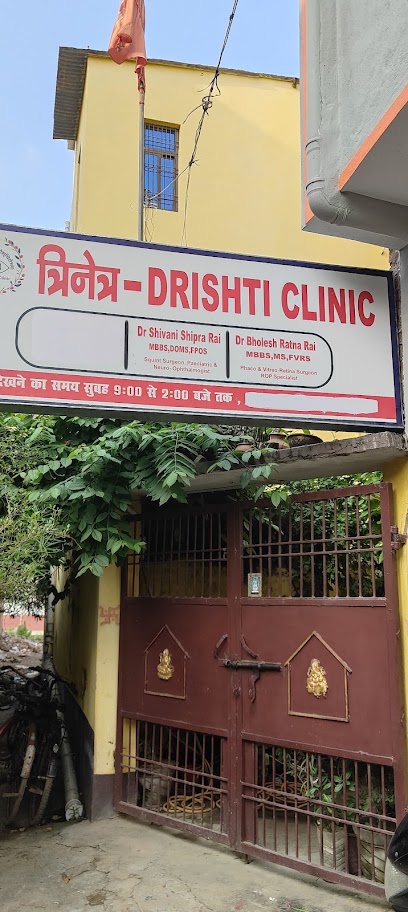 त्रिनेत्र - DRISHTI CLINIC
Dr Shivani Shipra Rai
MBBS,DOMS,FPOS
Squint Surgeon, Paediatric &
Neuro- Ophthalmologist
Dr Bholesh Ratna Rai
MBBS,MS,FVRS
Phaco & Vitreo Retina Surgeon
ROP Specialist
देखने का समय सुबह 9:00 से 2:00 बजे तक ,